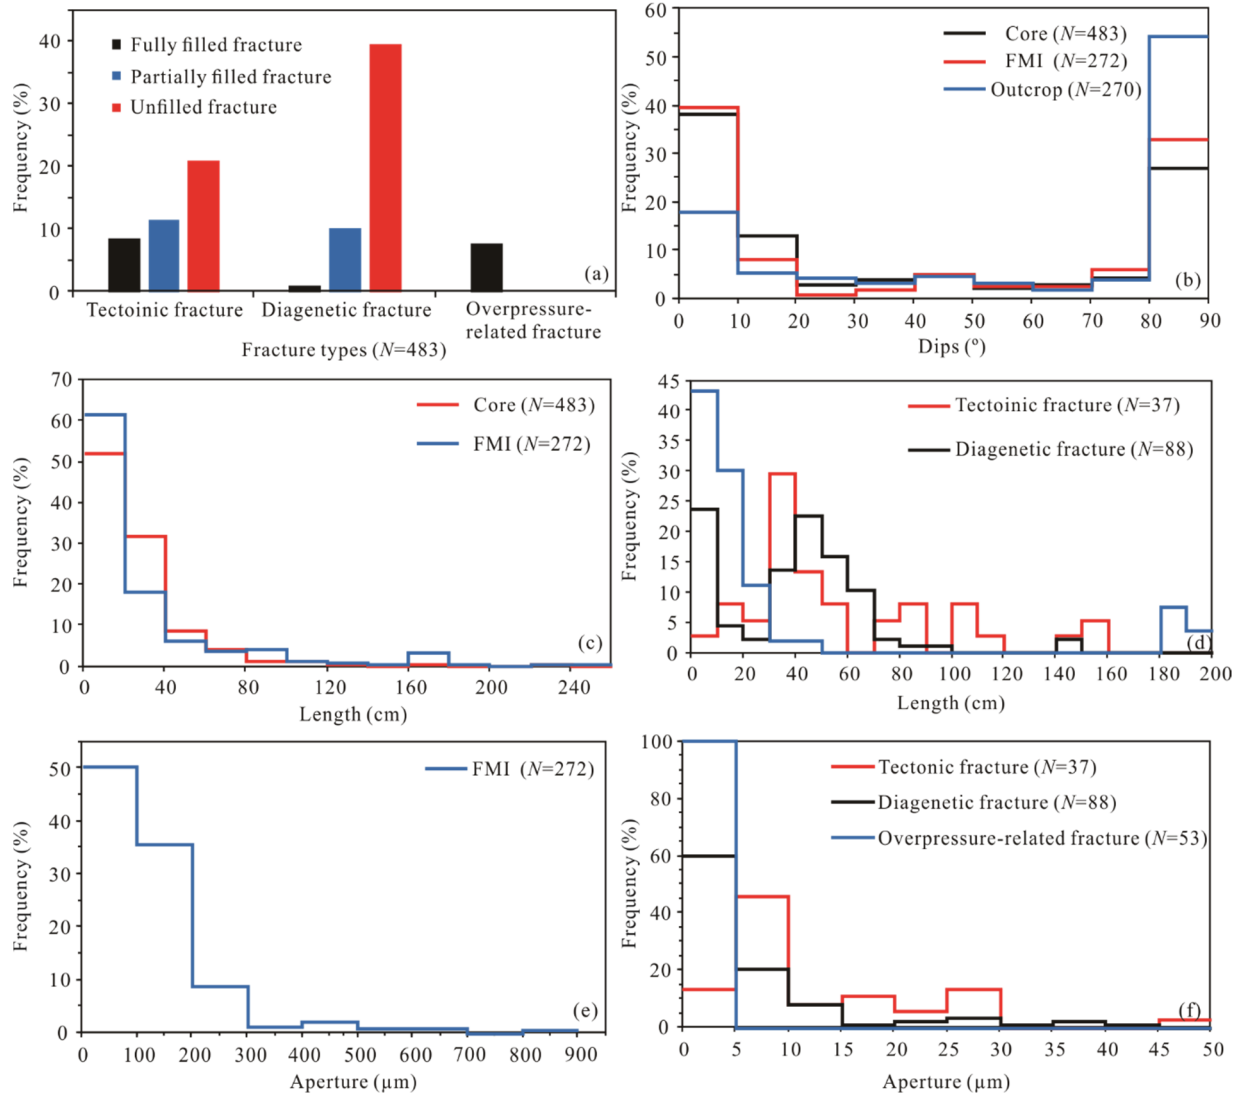 Frequency (%)
40
30
20
10
0
Fully filled fracture
Partially filled fracture
Unfilled fracture
(a)
Tectoinic fracture
Diagenetic fracture
Overpressure-
related fracture
Fracture types (N=483)
Frequency (%)
60
50
40
30
20
10
0
Core (N=483)
FMI (N=272)
Outcrop (N=270)
(b)
0 10 20 30 40 50 60 70 80 90
Dips (º)
Frequency (%)
70
60
50
40
30
20
10
0
Core (N=483)
FMI (N=272)
(c)
0 40 80 120 160 200 240
Length (cm)
Frequency (%)
45
40
35
30
25
20
15
10
5
0
Tectoinic fracture (N=37)
Diagenetic fracture (N=88)
(d)
0 20 40 60 80 100 120 140 160 180 200
Length (cm)
Frequency (%)
50
40
30
20
10
0
FMI (N=272)
(e)
0 100 200 300 400 500 600 700 800 900
Aperture (µm)
Frequency (%)
100
80
60
40
20
0
Tectonic fracture (N=37)
Diagenetic fracture (N=88)
Overpressure-related fracture (N=53)
(f)
0 5 10 15 20 25 30 35 40 45 50
Aperture (µm)